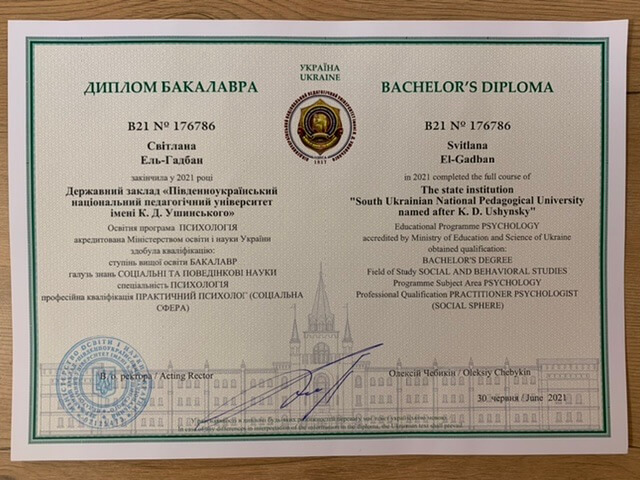 УКРАЇНА
UKRAINE
ДИПЛОМ БАКАЛАВРА
B21 № 176786
Світлана
Ель-Гадбан
закінчила у 2021 році
Державний заклад «Південноукраїнський
національний педагогічний університет
імені К. Д. Ушинського»
Освітня програма ПСИХОЛОГІЯ
акредитована Міністерством освіти і науки України
здобула кваліфікацію:
ступінь вищої освіти БАКАЛАВР
галузь знань СОЦІАЛЬНІ ТА ПОВЕДІНКОВІ НАУКИ
спеціальність ПСИХОЛОГІЯ
професійна кваліфікація ПРАКТИЧНИЙ ПСИХОЛОГ (СОЦІАЛЬНА
СФЕРА)
BACHELOR'S DIPLOMA
B21 № 176786
Svitlana
El-Gadban
in 2021 completed the full course of
The state institution
"South Ukrainian National Pedagogical University
named after K. D. Ushynsky"
Educational Programme PSYCHOLOGY
accredited by Ministry of Education and Science of Ukraine
obtained qualification:
BACHELOR'S DEGREE
Field of Study SOCIAL AND BEHAVIORAL STUDIES
Programme Subject Area PSYCHOLOGY
Professional Qualification PRACTITIONER PSYCHOLOGIST
(SOCIAL SPHERE)
1817
В. о. ректора / Acting Rector
Олексій Чебикін / Oleksiy Chebykin
30 червня / June 2021